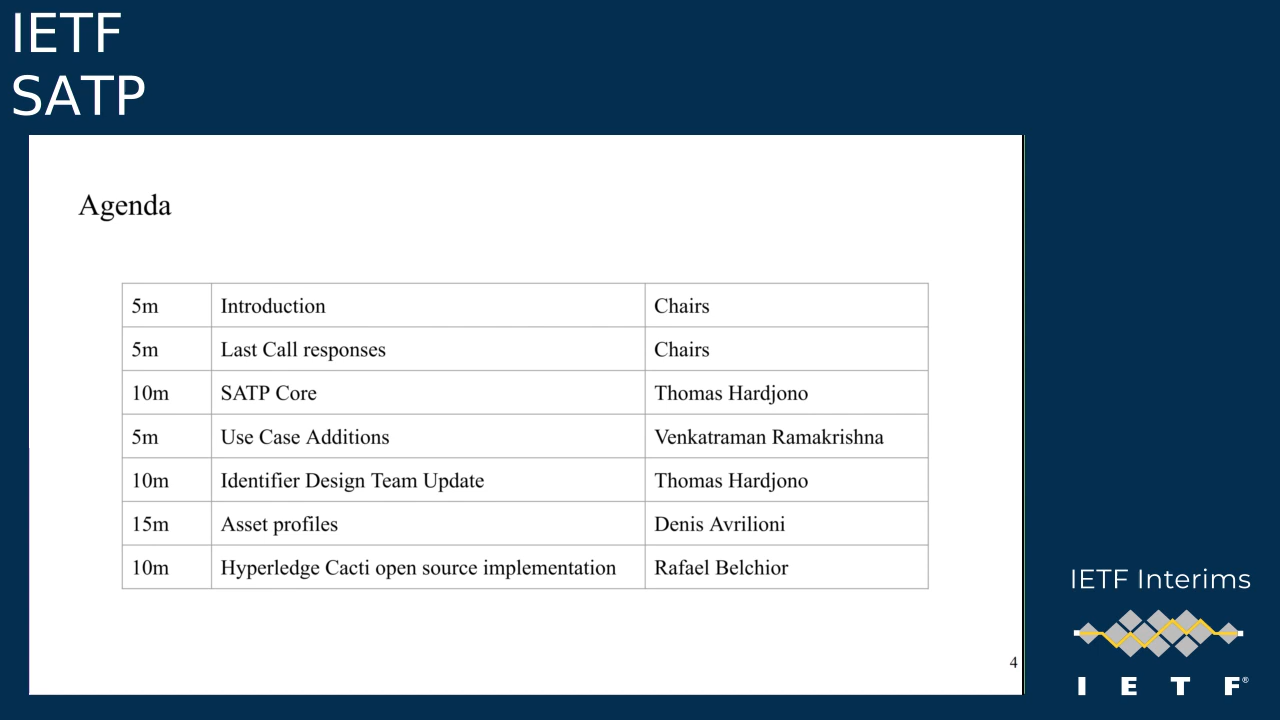 IETF
SATP
Agenda
5m Introduction Chairs
5m Last Call responses Chairs
10m SATP Core Thomas Hardjono
5m Use Case Additions Venkatraman Ramakrishna
10m Identifier Design Team Update Thomas Hardjono
15m Asset profiles Denis Avrilioni
10m Hyperledge Cacti open source implementation Rafael Belchior
4
IETF Interims
I E T F®